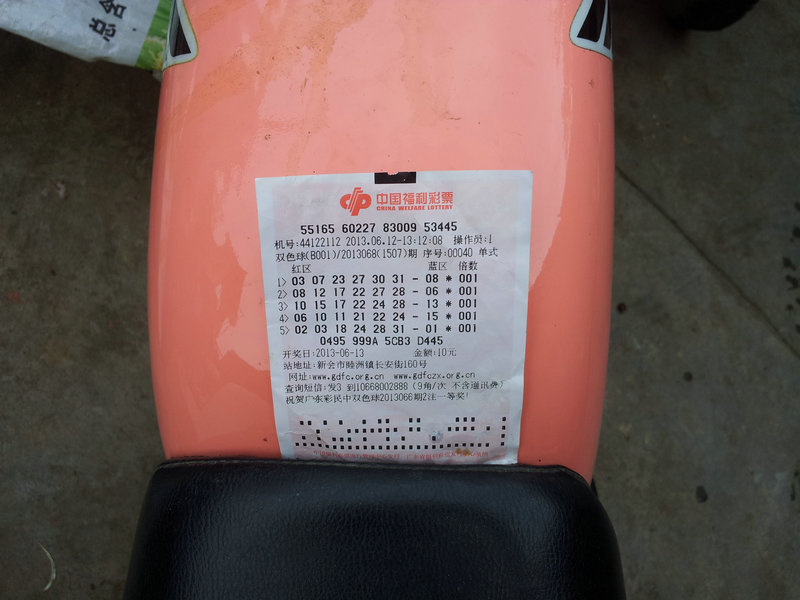 总含
中国福利彩票
CHINA WELFARE LOTTERY
55165 60227 83009 53445
机号:44122112 2013.06.12-13:12:08 操作员:1
双色球(B001)/2013068(1507)期 序号:00040 单式
红区 蓝区 倍数
1> 03 07 23 27 30 31 - 08 * 001
2> 08 12 17 22 27 28 - 06 * 001
3> 10 15 17 22 24 28 - 13 * 001
4> 06 10 11 21 22 24 - 15 * 001
5> 02 03 18 24 28 31 - 01 * 001
0495 999A 5CB3 D445
开奖日:2013-06-13 金额:10元
站地址:新会市睦洲镇长安街160号
网址:www.gdfc.org.cn www.gdfczx.org.cn
查询短信:发3 到10668002888 (9角/次 不含通讯费)
祝贺广东彩民中双色球2013066期2注一等奖!